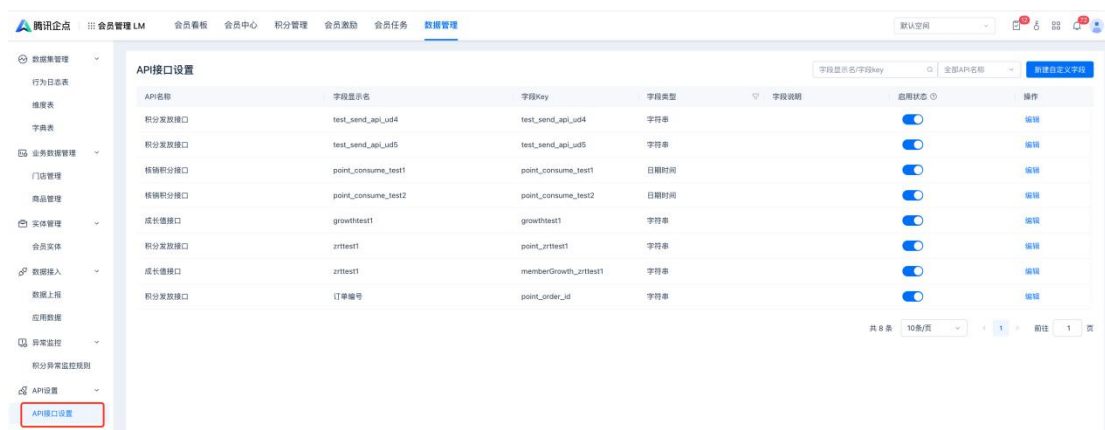 腾讯企点 会员管理 LM 会员看板 会员中心 积分管理 会员激励 会员任务 数据管理 默认空间 12 72
数据集管理
行为日志表
维度表
字典表
业务数据管理
门店管理
商品管理
实体管理
会员实体
数据接入
数据上报
应用数据
异常监控
积分异常监控规则
API设置
API接口设置
API接口设置 字段显示名/字段key 全部API名称 新建自定义字段
API名称 字段显示名 字段Key 字段类型 字段说明 启用状态 操作
积分发放接口 test_send_api_ud4 test_send_api_ud4 字符串 编辑
积分发放接口 test_send_api_ud5 test_send_api_ud5 字符串 编辑
核销积分接口 point_consume_test1 point_consume_test1 日期时间 编辑
核销积分接口 point_consume_test2 point_consume_test2 日期时间 编辑
成长值接口 growthtest1 growthtest1 字符串 编辑
积分发放接口 zrttest1 point_zrttest1 字符串 编辑
成长值接口 zrttest1 memberGrowth_zrttest1 字符串 编辑
积分发放接口 订单编号 point_order_id 字符串 编辑
共 8 条 10条/页 1 前往 1 页